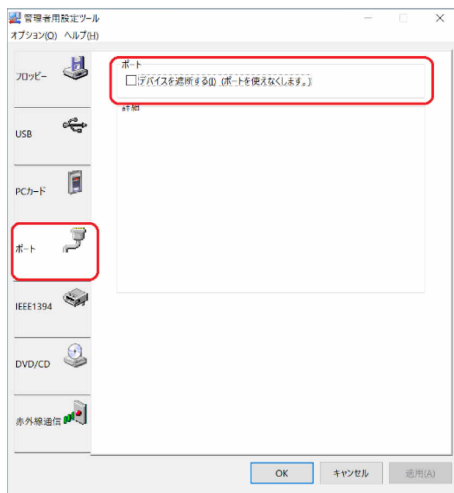 管理者用設定ツール
オプション(O) ヘルプ(H)
フロッピー
USB
PCカード
ポート
IEEE1394
DVD/CD
赤外線通信
ポート
デバイスを遮断する(I) (ポートを使えなくします。)
詳細
OK
キャンセル
適用(A)